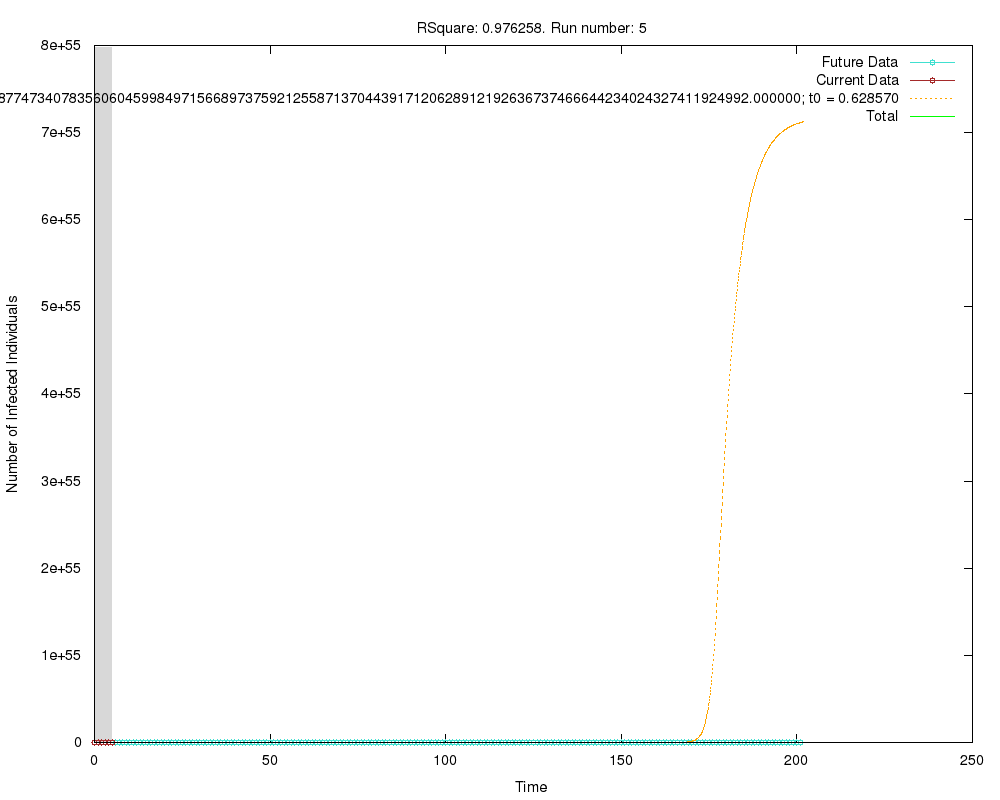 RSquare: 0.976258. Run number: 5
8e+55
Future Data
Current Data
8774734078356060459984971566897375921255871370443917120628912192636737466644234024327411924992.000000; t0 = 0.628570
Total
7e+55
6e+55
5e+55
4e+55
3e+55
2e+55
1e+55
0
Number of Infected Individuals
0 50 100 150 200 250
Time